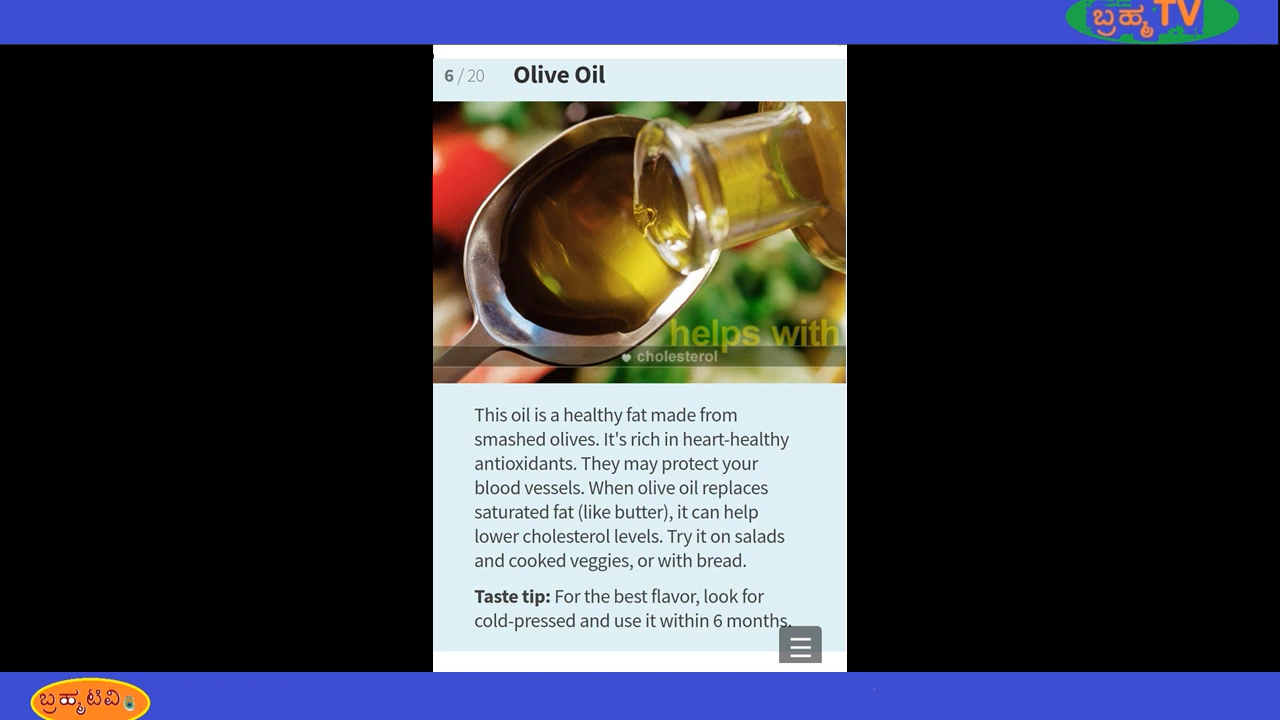 ಬ್ರಹ್ಮ TV
6 / 20 Olive Oil
helps with
cholesterol
This oil is a healthy fat made from
smashed olives. It's rich in heart-healthy
antioxidants. They may protect your
blood vessels. When olive oil replaces
saturated fat (like butter), it can help
lower cholesterol levels. Try it on salads
and cooked veggies, or with bread.
Taste tip: For the best flavor, look for
cold-pressed and use it within 6 months.
ಬ್ರಹ್ಮ ಟಿವಿ